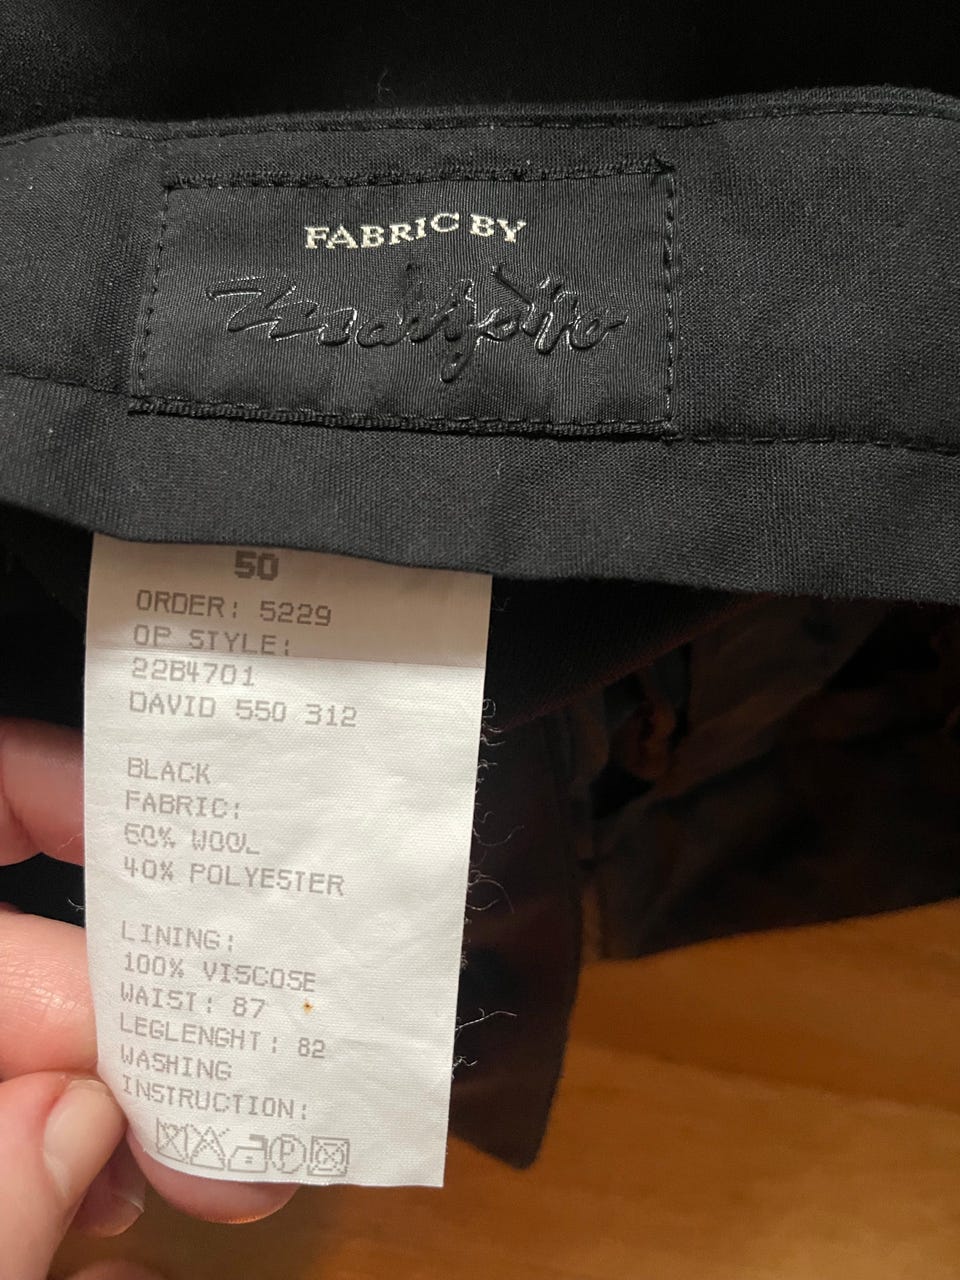 FABRIC BY
50
ORDER: 5229
OP STYLE:
22B4701
DAVID 550 312
BLACK
FABRIC:
60% WOOL
40% POLYESTER
LINING:
100% VISCOSE
WAIST: 87
LEGLENGHT: 82
WASHING
INSTRUCTION:
P